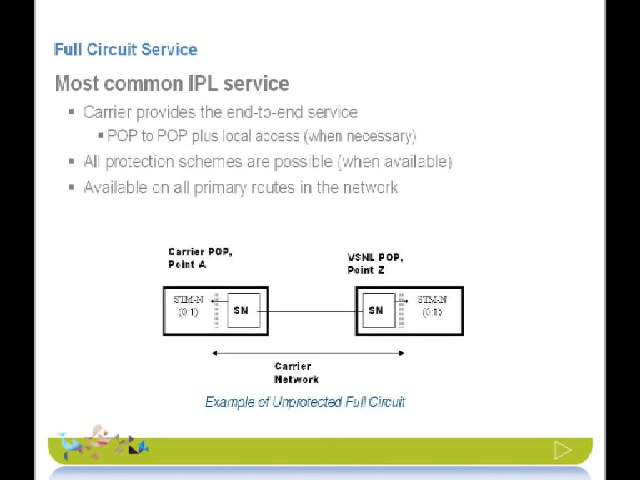 Full Circuit Service
Most common IPL service
▪ Carrier provides the end-to-end service
▪ POP to POP plus local access (when necessary)
▪ All protection schemes are possible (when available)
▪ Available on all primary routes in the network
Carrier POP,
Point A
VSNL POP,
Point Z
STM-N
(0:1)
SN
SN
STM-N
(0:1)
Carrier
Network
Example of Unprotected Full Circuit